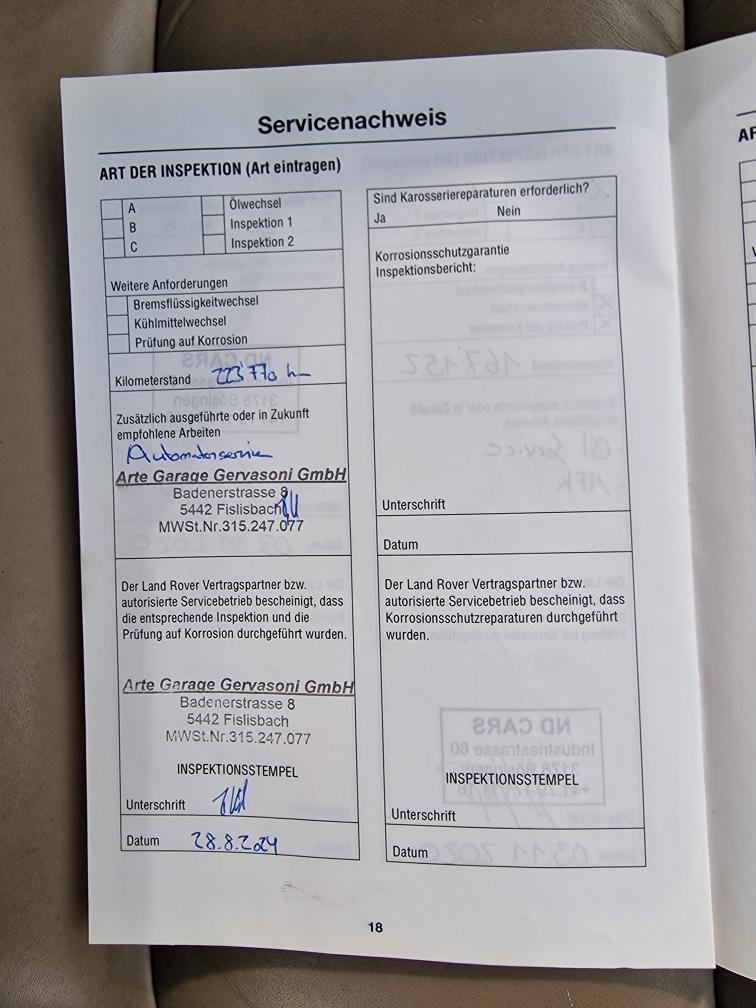 Servicenachweis
ART DER INSPEKTION (Art eintragen)
A
Ölwechsel
B
Inspektion 1
C
Inspektion 2
Weitere Anforderungen
Bremsflüssigkeitwechsel
Kühlmittelwechsel
Prüfung auf Korrosion
Kilometerstand 223'770 km
Zusätzlich ausgeführte oder in Zukunft
empfohlene Arbeiten
Automatenservice
Arte Garage Gervasoni GmbH
Badenerstrasse 8
5442 Fislisbach
MWSt.Nr.315.247.077
Der Land Rover Vertragspartner bzw.
autorisierte Servicebetrieb bescheinigt, dass
die entsprechende Inspektion und die
Prüfung auf Korrosion durchgeführt wurden.
Arte Garage Gervasoni GmbH
Badenerstrasse 8
5442 Fislisbach
MWSt.Nr.315.247.077
INSPEKTIONSSTEMPEL
Unterschrift
Datum 28.8.2024
Sind Karosseriereparaturen erforderlich?
Ja Nein
Korrosionsschutzgarantie
Inspektionsbericht:
Unterschrift
Datum
Der Land Rover Vertragspartner bzw.
autorisierte Servicebetrieb bescheinigt, dass
Korrosionsschutzreparaturen durchgeführt
wurden.
INSPEKTIONSSTEMPEL
Unterschrift
Datum
18